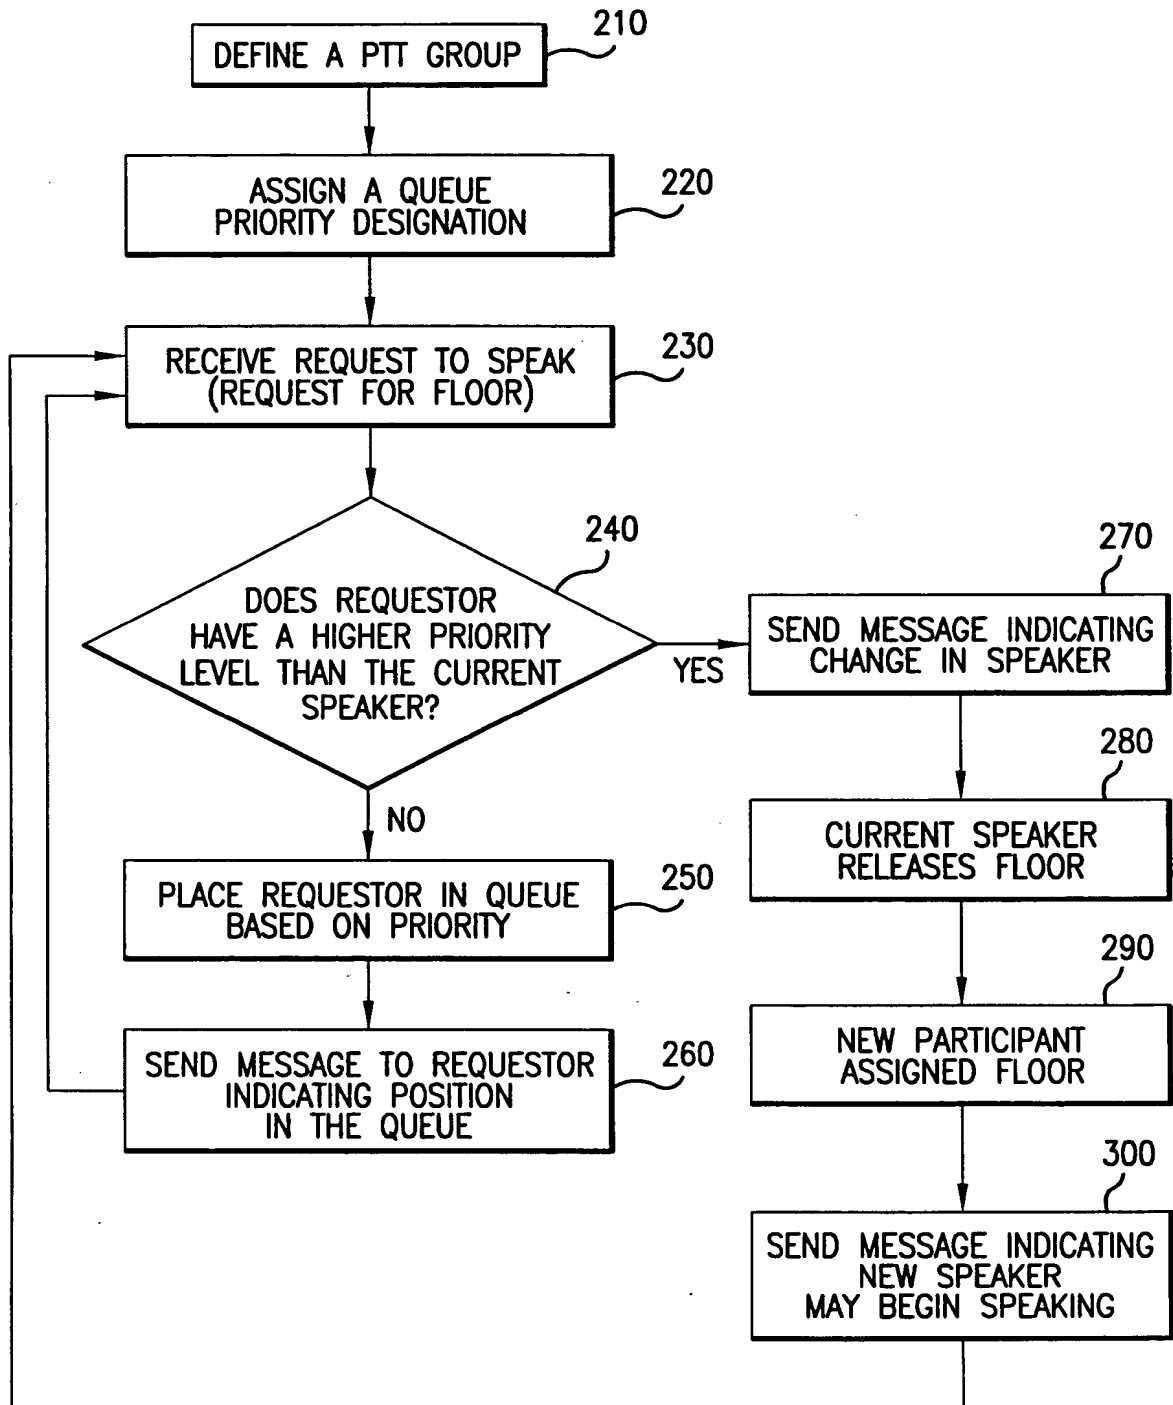 210
DEFINE A PTT GROUP
220
ASSIGN A QUEUE
PRIORITY DESIGNATION
230
RECEIVE REQUEST TO SPEAK
(REQUEST FOR FLOOR)
240
DOES REQUESTOR
HAVE A HIGHER PRIORITY
LEVEL THAN THE CURRENT
SPEAKER?
YES
NO
250
PLACE REQUESTOR IN QUEUE
BASED ON PRIORITY
260
SEND MESSAGE TO REQUESTOR
INDICATING POSITION
IN THE QUEUE
270
SEND MESSAGE INDICATING
CHANGE IN SPEAKER
280
CURRENT SPEAKER
RELEASES FLOOR
290
NEW PARTICIPANT
ASSIGNED FLOOR
300
SEND MESSAGE INDICATING
NEW SPEAKER
MAY BEGIN SPEAKING